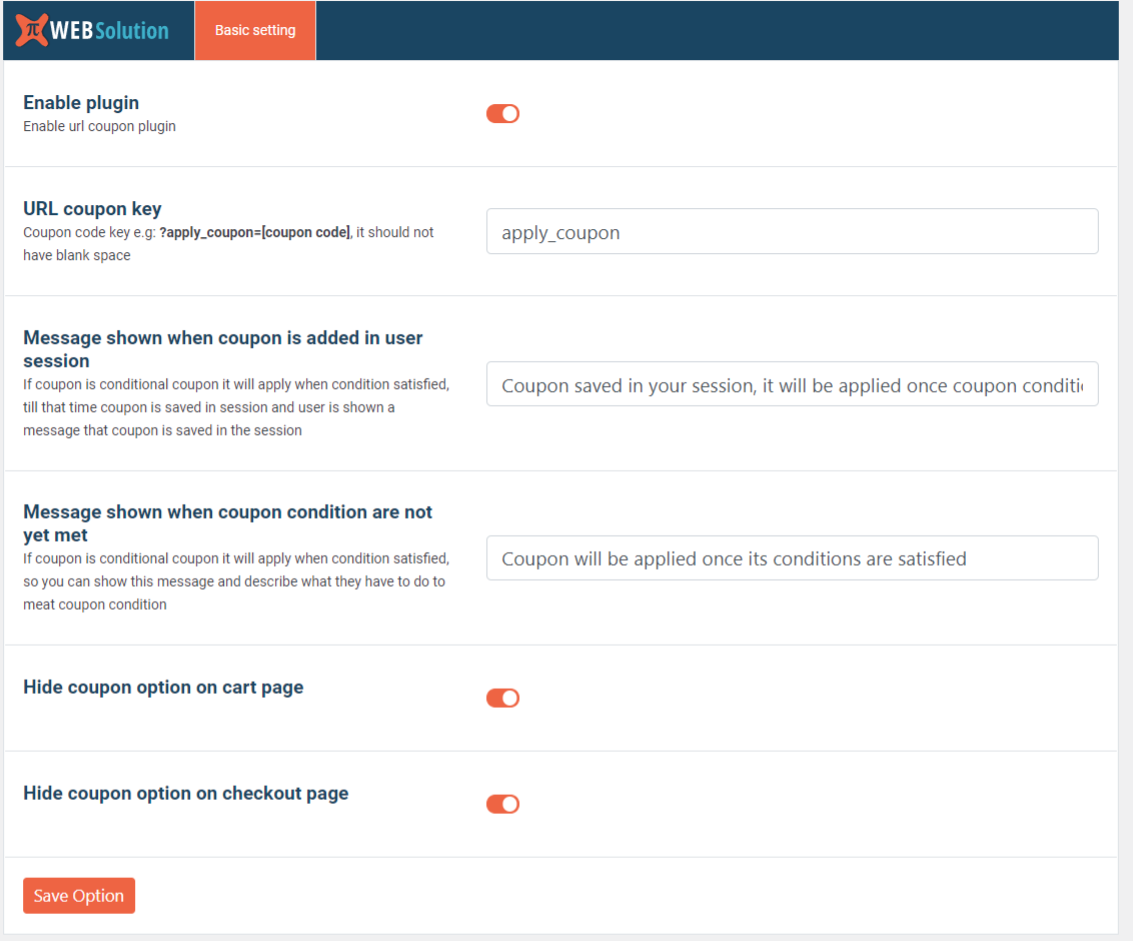 π WEB Solution
Basic setting
Enable plugin
Enable url coupon plugin
URL coupon key
Coupon code key e.g: ?apply_coupon=[coupon code], it should not
have blank space
apply_coupon
Message shown when coupon is added in user
session
If coupon is conditional coupon it will apply when condition satisfied,
till that time coupon is saved in session and user is shown a
message that coupon is saved in the session
Coupon saved in your session, it will be applied once coupon conditi
Message shown when coupon condition are not
yet met
If coupon is conditional coupon it will apply when condition satisfied,
so you can show this message and describe what they have to do to
meat coupon condition
Coupon will be applied once its conditions are satisfied
Hide coupon option on cart page
Hide coupon option on checkout page
Save Option